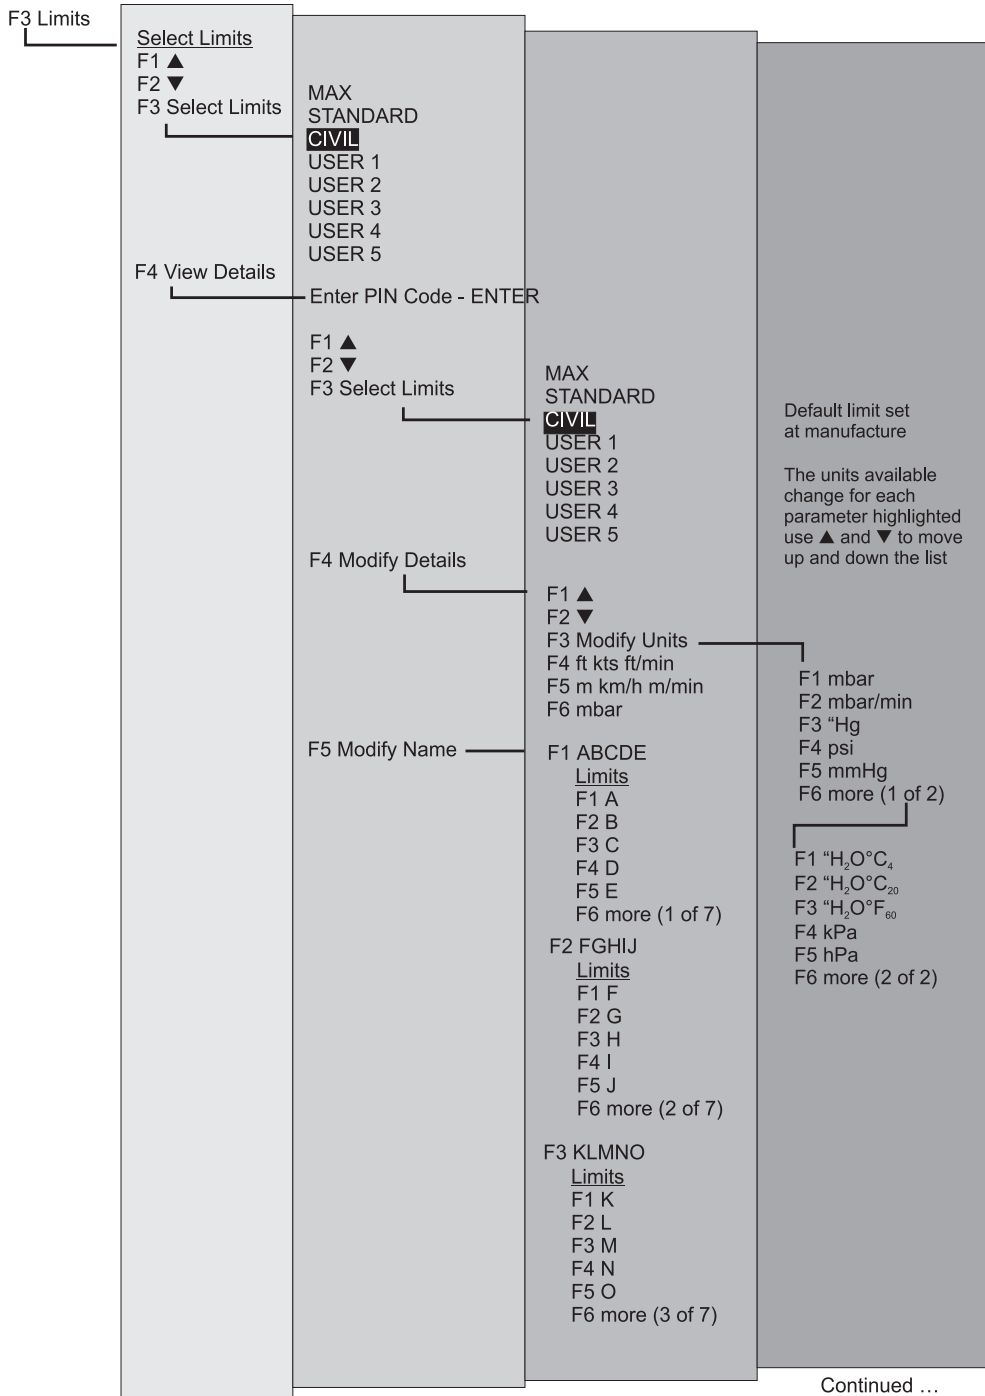 F3 Limits
Select Limits
F1 ▲
F2 ▼
F3 Select Limits
MAX
STANDARD
CIVIL
USER 1
USER 2
USER 3
USER 4
USER 5
F4 View Details
Enter PIN Code - ENTER
F1 ▲
F2 ▼
F3 Select Limits
MAX
STANDARD
CIVIL
USER 1
USER 2
USER 3
USER 4
USER 5
Default limit set
at manufacture
The units available
change for each
parameter highlighted
use ▲ and ▼ to move
up and down the list
F4 Modify Details
F1 ▲
F2 ▼
F3 Modify Units
F4 ft kts ft/min
F5 m km/h m/min
F6 mbar
F1 mbar
F2 mbar/min
F3 “Hg
F4 psi
F5 mmHg
F6 more (1 of 2)
F1 “H₂O°C₄
F2 “H₂O°C₂₀
F3 “H₂O°F₆₀
F4 kPa
F5 hPa
F6 more (2 of 2)
F5 Modify Name
F1 ABCDE
Limits
F1 A
F2 B
F3 C
F4 D
F5 E
F6 more (1 of 7)
F2 FGHIJ
Limits
F1 F
F2 G
F3 H
F4 I
F5 J
F6 more (2 of 7)
F3 KLMNO
Limits
F1 K
F2 L
F3 M
F4 N
F5 O
F6 more (3 of 7)
Continued …